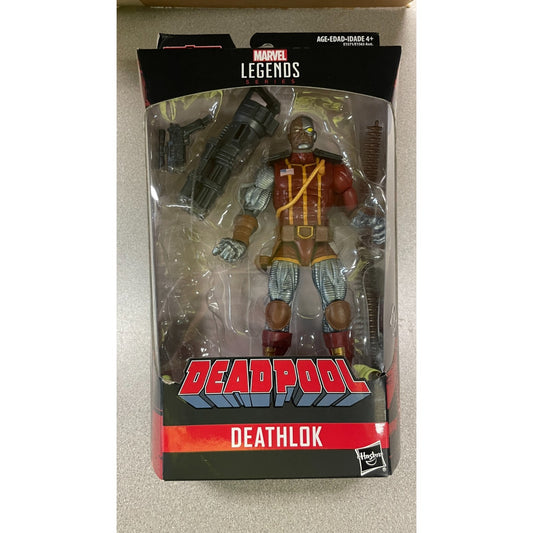 MARVEL
LEGENDS
SERIES
AGE•EDAD•IDADE 4+
DEADPOOL
DEATHLOK
Hasbro